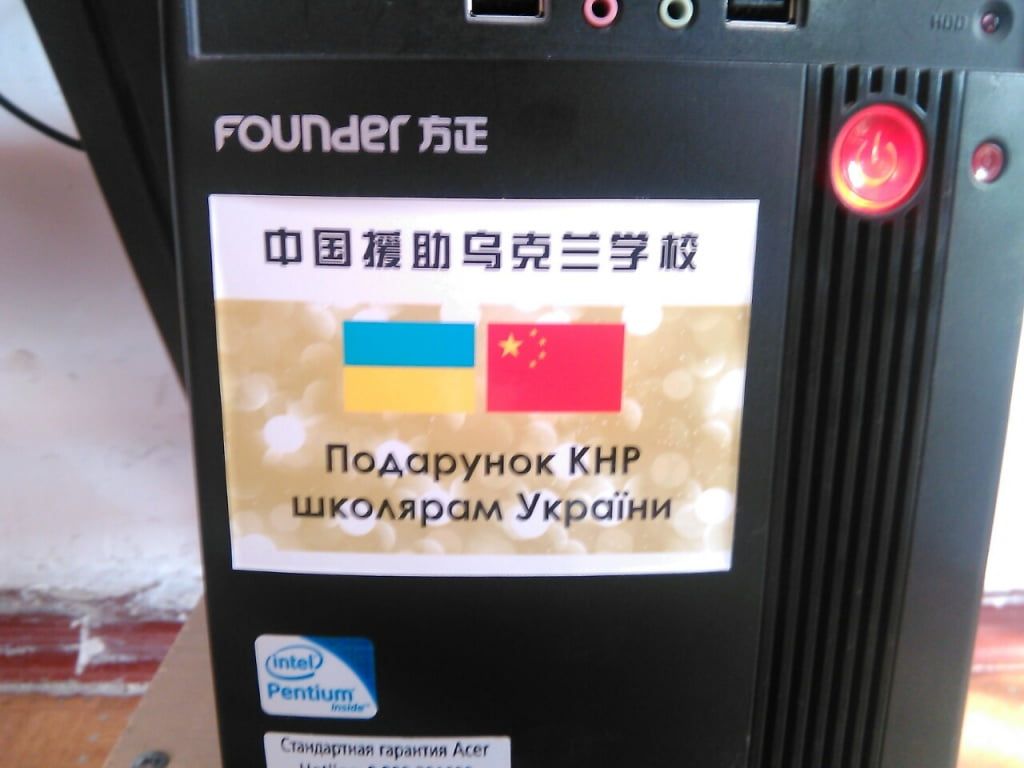 HDD
FOUNDER 方正
中国援助乌克兰学校
Подарунок КНР
школярам України
intel
Pentium
inside
Стандартная гарантия Acer